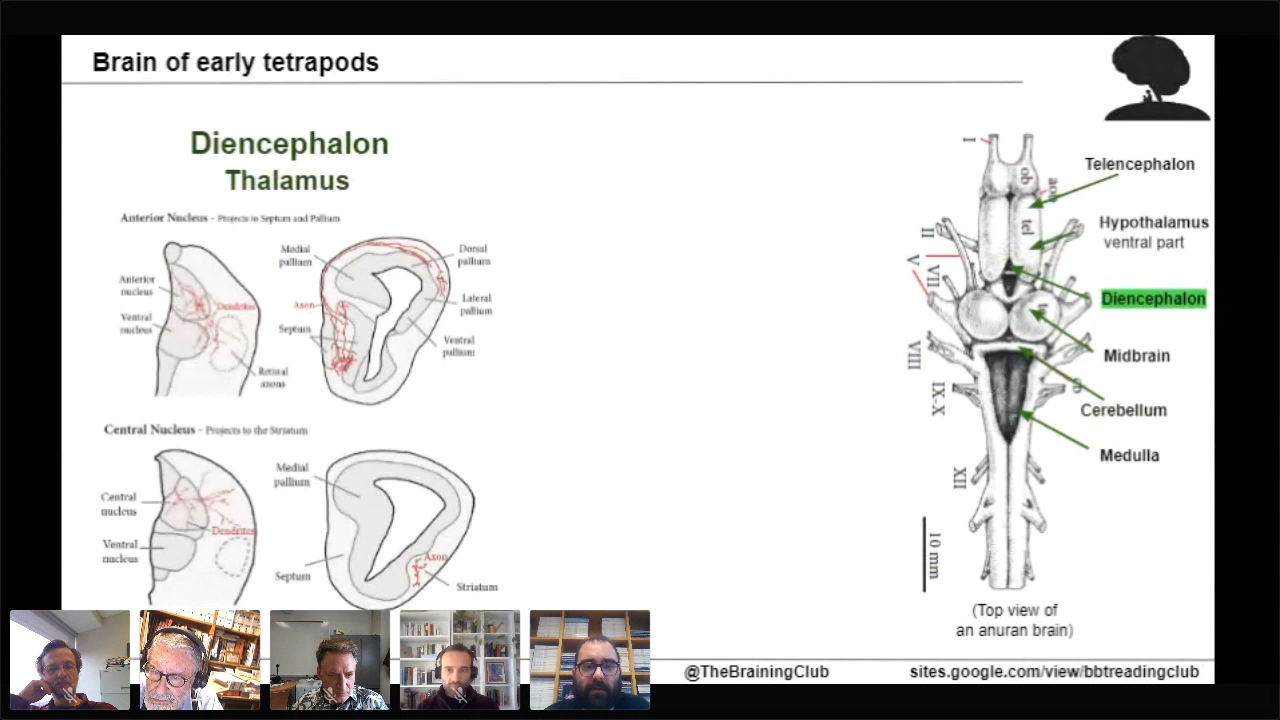 Brain of early tetrapods
Diencephalon
Thalamus
Anterior Nucleus - Projects to Septum and Pallium
Medial
pallium
Dorsal
pallium
Anterior
nucleus
Dendrites
Axon
Lateral
pallium
Ventral
nucleus
Septum
Ventral
pallium
Retinal
axons
Central Nucleus - Projects to the Striatum
Medial
pallium
Central
nucleus
Dendrites
Ventral
nucleus
Axon
Septum
Striatum
I
ob
Telencephalon
tel
Hypothalamus
ventral part
II
V
VII
Diencephalon
Midbrain
VIII
IX-X
Cerebellum
Medulla
XII
10 mm
(Top view of
an anuran brain)
@TheBrainingClub
sites.google.com/view/bbtreadingclub